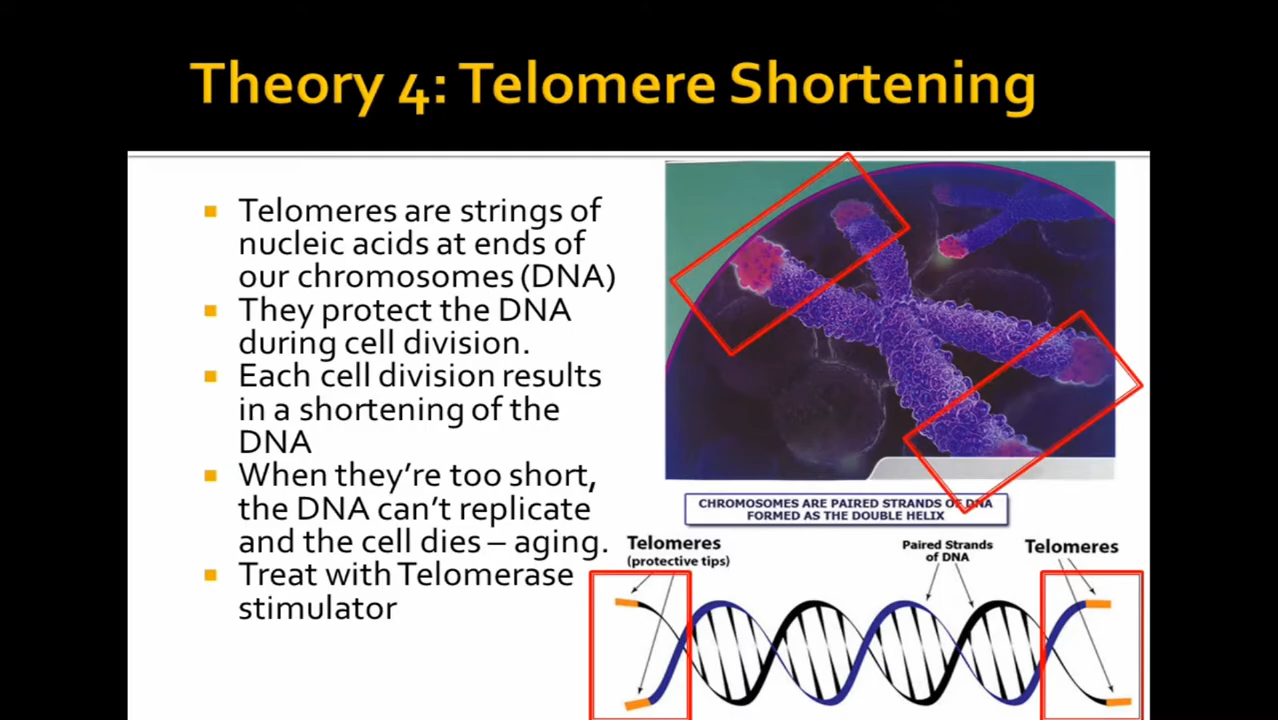 Theory 4: Telomere Shortening
Telomeres are strings of
nucleic acids at ends of
our chromosomes (DNA)
They protect the DNA
during cell division.
Each cell division results
in a shortening of the
DNA
When they're too short,
the DNA can't replicate
and the cell dies – aging.
Treat with Telomerase
stimulator
CHROMOSOMES ARE PAIRED STRANDS OF DNA
FORMED AS THE DOUBLE HELIX
Telomeres
(protective tips)
Paired Strands
of DNA
Telomeres